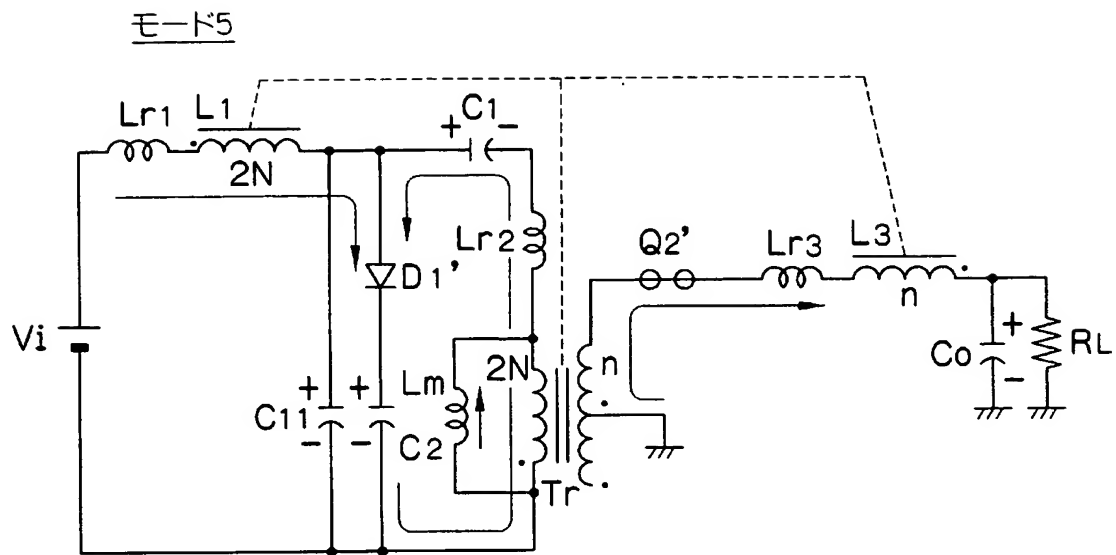 モード5
Lr1
L1
2N
+
C1
-
Lr2
D1'
Vi
+
C11
-
+
-
C2
Lm
2N
n
Tr
Q2'
Lr3
L3
n
Co
+
-
RL